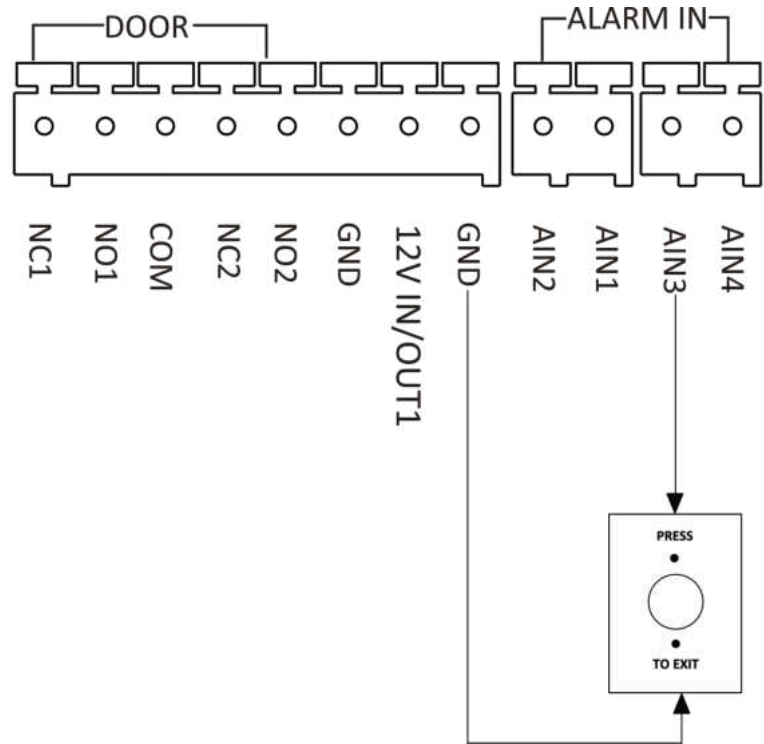 DOOR
ALARM IN
NC1
NO1
COM
NC2
NO2
GND
12V IN/OUT1
GND
AIN2
AIN1
AIN3
AIN4
PRESS
TO EXIT